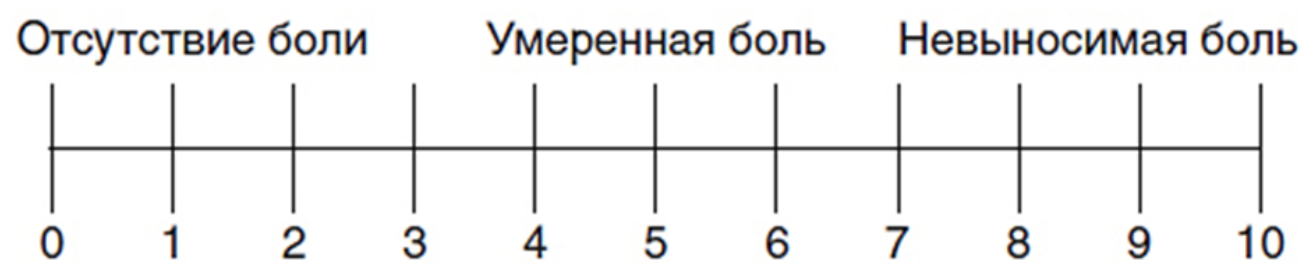 Отсутствие боли Умеренная боль Невыносимая боль
0 1 2 3 4 5 6 7 8 9 10